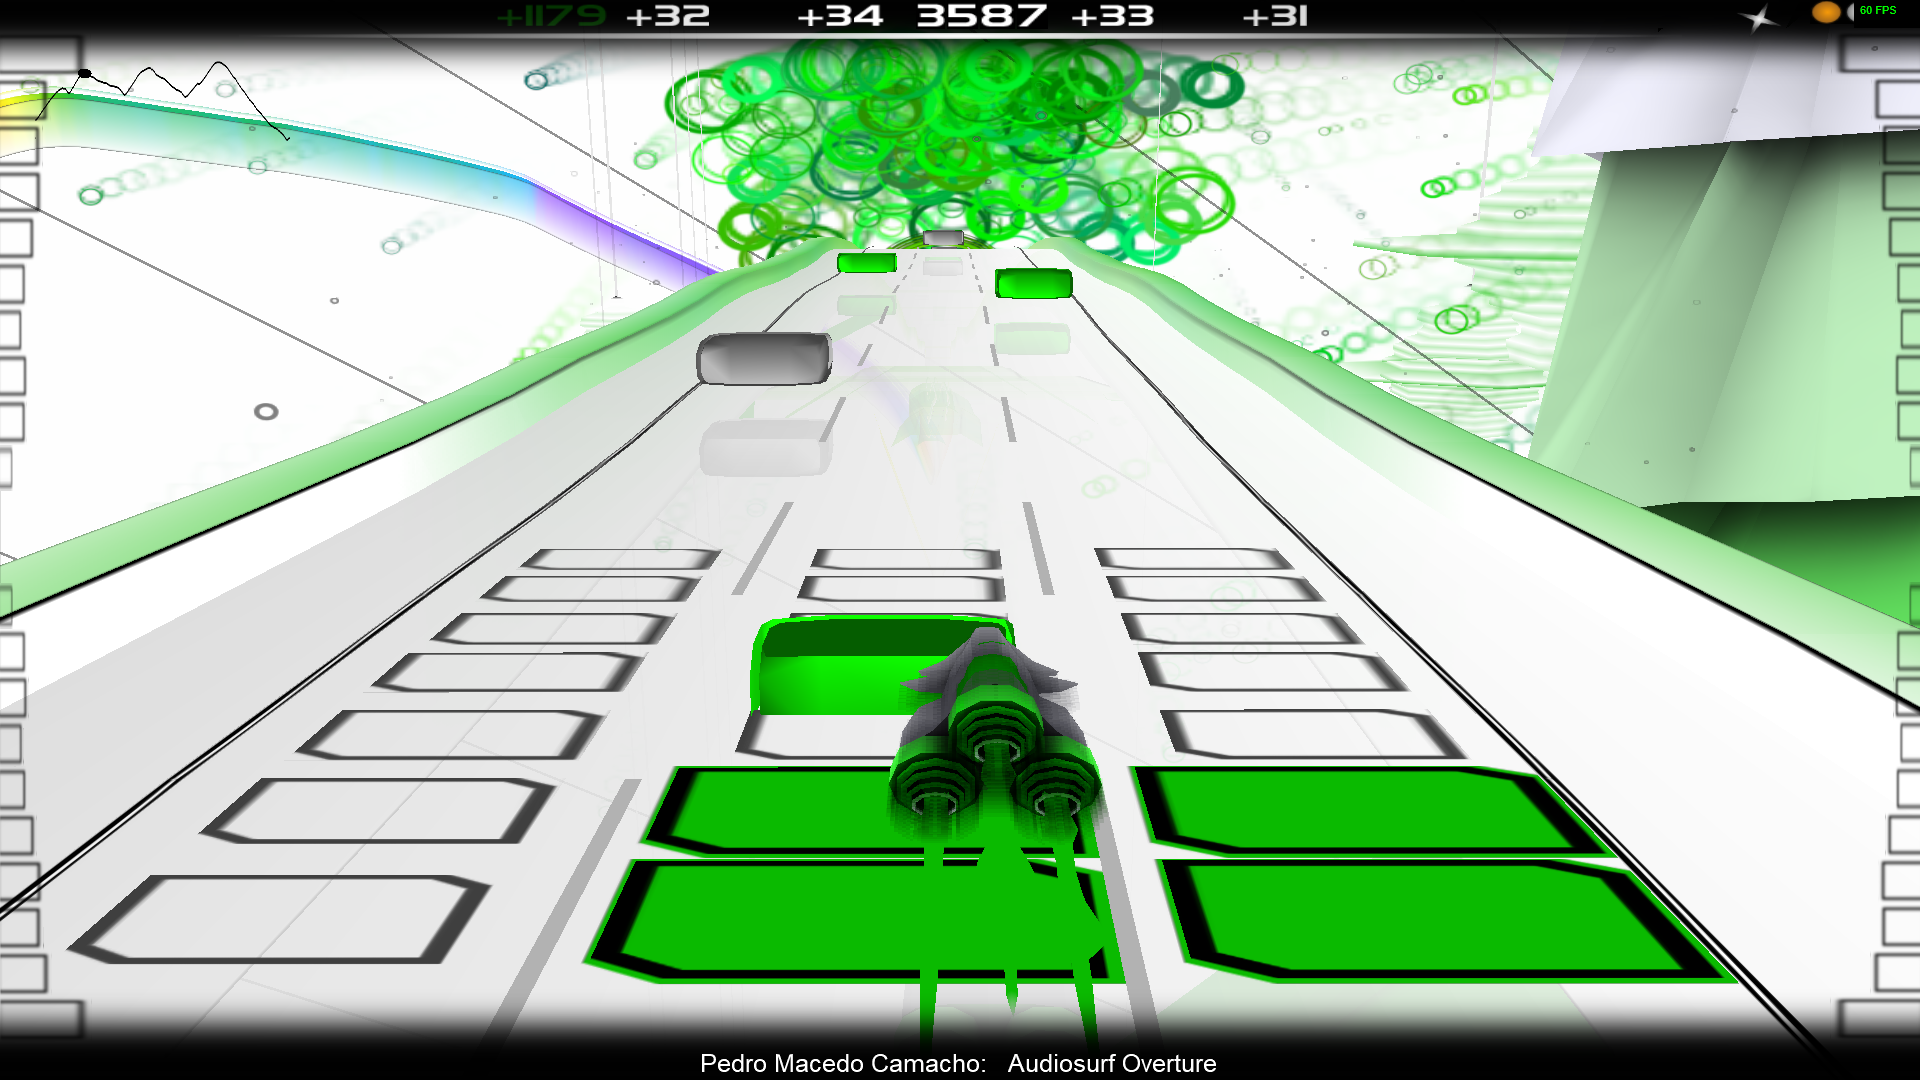 +1179 +32 +34 3587 +33 +31
60 FPS
Pedro Macedo Camacho: Audiosurf Overture